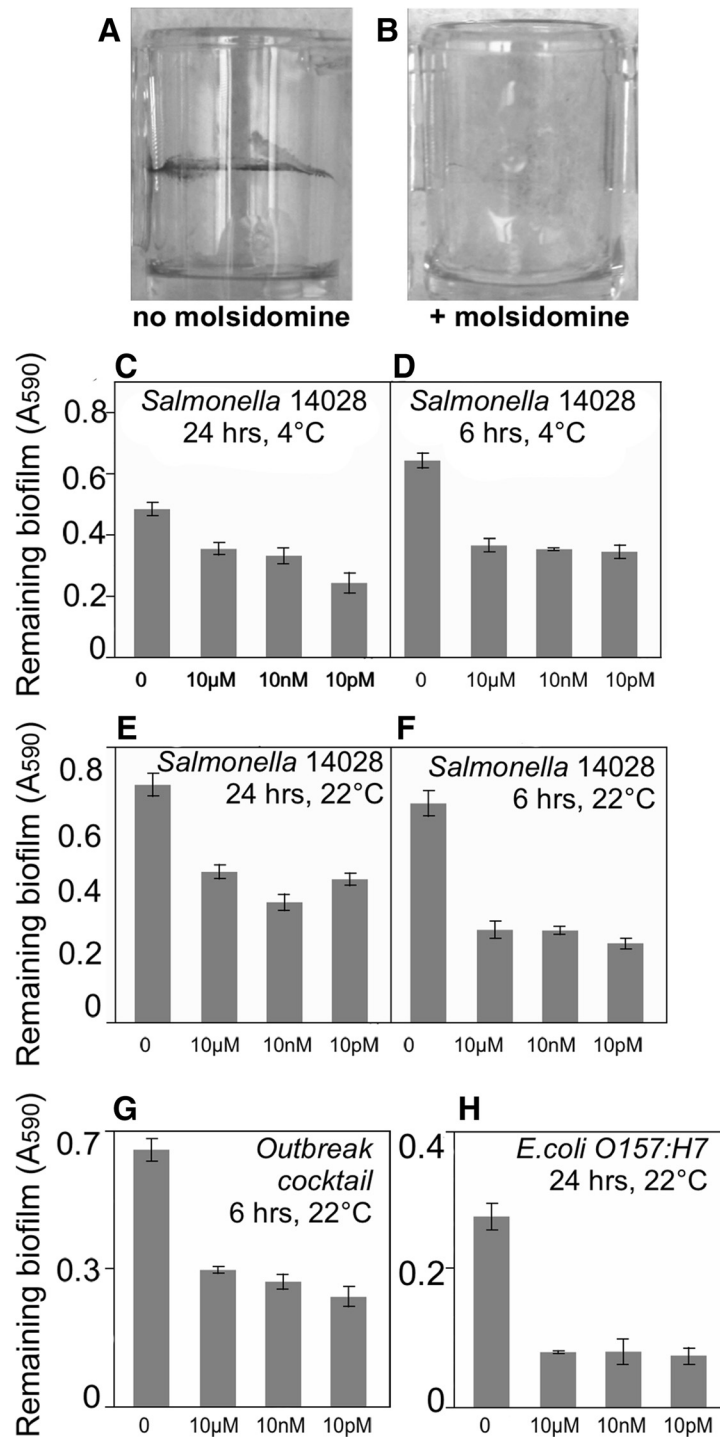 A
B
no molsidomine
+ molsidomine
C
D
Remaining biofilm (A590)
0.8
0.6
0.4
0.2
0
Salmonella 14028
24 hrs, 4°C
Salmonella 14028
6 hrs, 4°C
0 10µM 10nM 10pM
0 10µM 10nM 10pM
E
F
Remaining biofilm (A590)
0.8
0.6
0.4
0.2
0
Salmonella 14028
24 hrs, 22°C
Salmonella 14028
6 hrs, 22°C
0 10µM 10nM 10pM
0 10µM 10nM 10pM
G
H
Remaining biofilm (A590)
0.7
0.3
0
Outbreak
cocktail
6 hrs, 22°C
0.4
0.2
0
E.coli O157:H7
24 hrs, 22°C
0 10µM 10nM 10pM
0 10µM 10nM 10pM